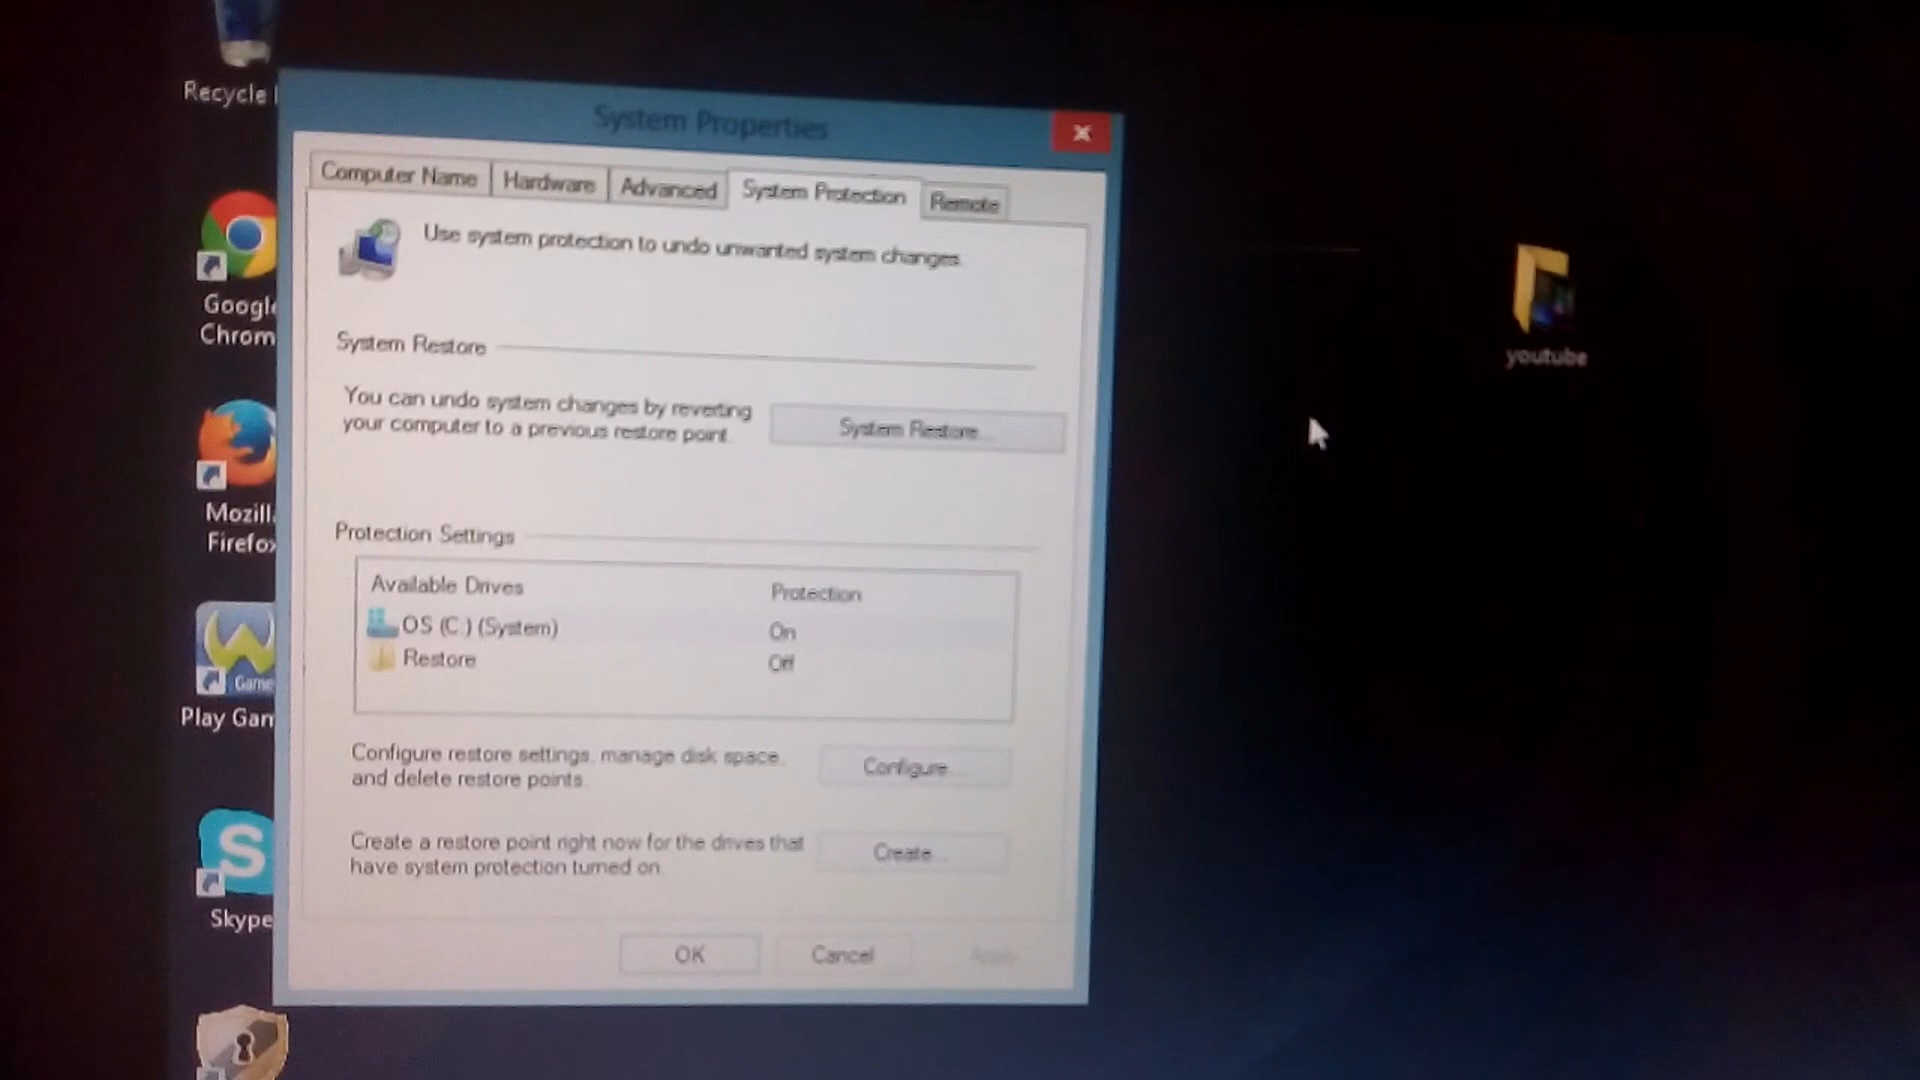 Recycle
System Properties
Computer Name
Hardware
Advanced
System Protection
Remote
Use system protection to undo unwanted system changes.
System Restore
You can undo system changes by reverting
your computer to a previous restore point.
System Restore...
Protection Settings
Available Drives
Protection
OS (C:) (System)
On
Restore
Off
Configure restore settings, manage disk space,
and delete restore points.
Configure...
Create a restore point right now for the drives that
have system protection turned on.
Create...
OK
Cancel
Apply
Google
Chrom
Mozill
Firefox
Game
Play Gam
S
Skype
youtube